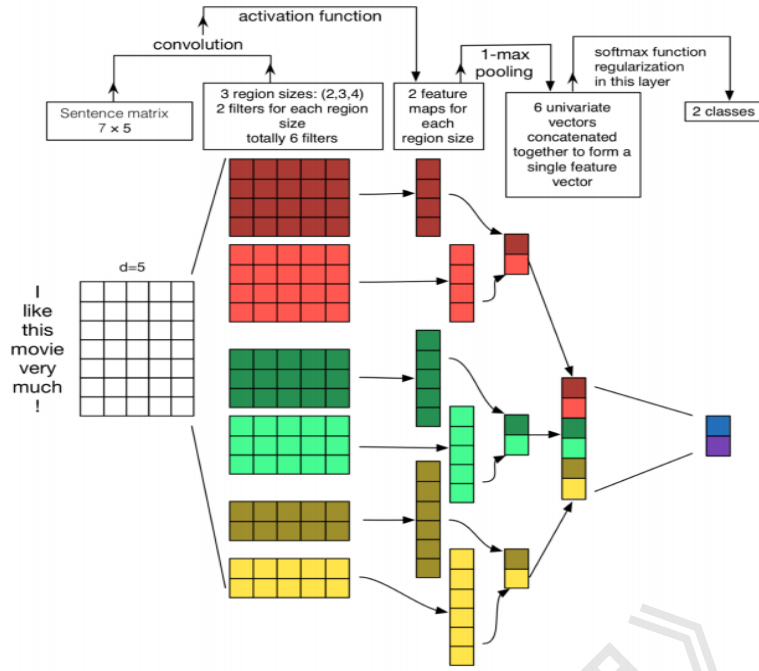 activation function
convolution
1-max
pooling
softmax function
regularization
in this layer
Sentence matrix
7 × 5
3 region sizes: (2,3,4)
2 filters for each region
size
totally 6 filters
2 feature
maps for
each
region size
6 univariate
vectors
concatenated
together to form a
single feature
vector
2 classes
d=5
I
like
this
movie
very
much
!